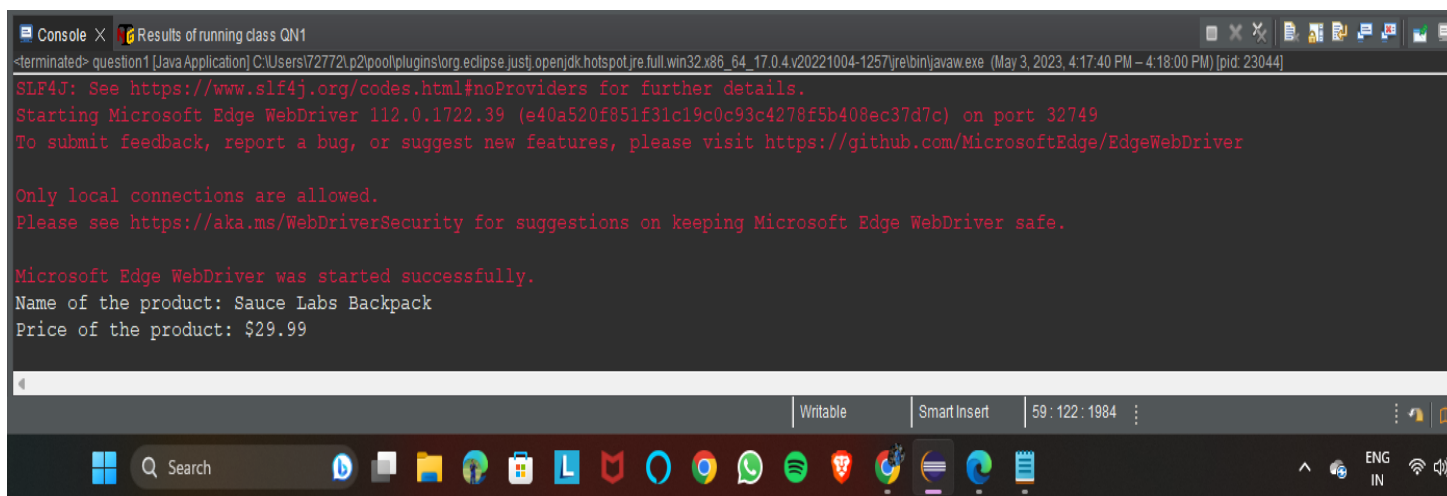 Console Results of running class QN1
<terminated> question1 [Java Application] C:\Users\72772\.p2\pool\plugins\org.eclipse.justj.openjdk.hotspot.jre.full.win32.x86_64_17.0.4.v20221004-1257\jre\bin\javaw.exe (May 3, 2023, 4:17:40 PM – 4:18:00 PM) [pid: 23044]
SLF4J: See https://www.slf4j.org/codes.html#noProviders for further details.
Starting Microsoft Edge WebDriver 112.0.1722.39 (e40a520f851f31c19c0c93c4278f5b408ec37d7c) on port 32749
To submit feedback, report a bug, or suggest new features, please visit https://github.com/MicrosoftEdge/EdgeWebDriver
Only local connections are allowed.
Please see https://aka.ms/WebDriverSecurity for suggestions on keeping Microsoft Edge WebDriver safe.
Microsoft Edge WebDriver was started successfully.
Name of the product: Sauce Labs Backpack
Price of the product: $29.99
Writable Smart Insert 59 : 122 : 1984
Search L ENG
IN